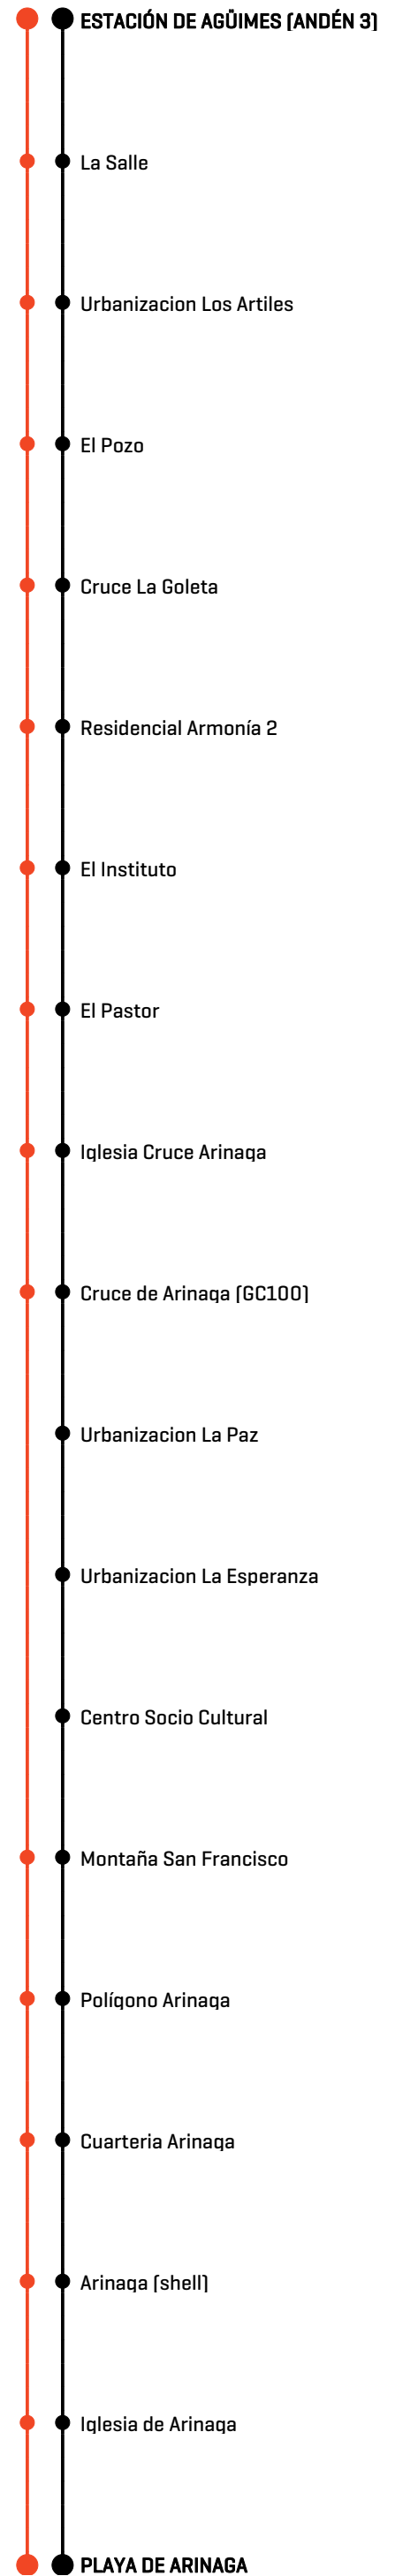 ESTACIÓN DE AGÜIMES (ANDÉN 3)
La Salle
Urbanizacion Los Artiles
El Pozo
Cruce La Goleta
Residencial Armonía 2
El Instituto
El Pastor
Iglesia Cruce Arinaga
Cruce de Arinaga (GC100)
Urbanizacion La Paz
Urbanizacion La Esperanza
Centro Socio Cultural
Montaña San Francisco
Polígono Arinaga
Cuarteria Arinaga
Arinaga (shell)
Iglesia de Arinaga
PLAYA DE ARINAGA